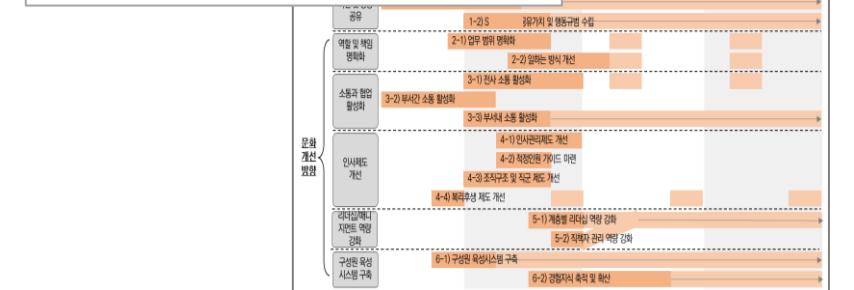 공유
1-2) S 공유가치 및 행동규범 수립
역할 및 책임
명확화
2-1) 업무 범위 명확화
2-2) 일하는 방식 개선
소통과 협업
활성화
3-1) 전사 소통 활성화
3-2) 부서간 소통 활성화
3-3) 부서내 소통 활성화
문화
개선
방향
인사제도
개선
4-1) 인사관리제도 개선
4-2) 적정인원 가이드 마련
4-3) 조직구조 및 직군 제도 개선
4-4) 복리후생 제도 개선
리더십/매니
지먼트 역량
강화
5-1) 계층별 리더십 역량 강화
5-2) 직책자 관리 역량 강화
구성원 육성
시스템 구축
6-1) 구성원 육성시스템 구축
6-2) 경험지식 축적 및 확산